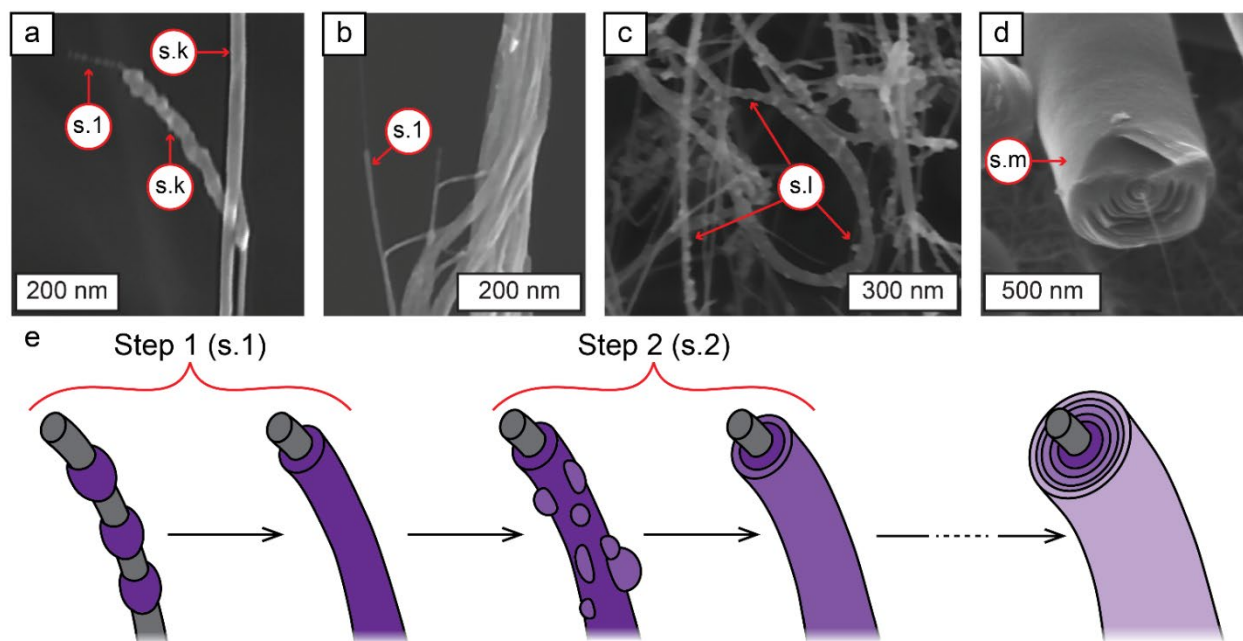 a
s.k
s.1
s.k
200 nm
b
s.1
200 nm
c
s.l
300 nm
d
s.m
500 nm
e
Step 1 (s.1)
Step 2 (s.2)